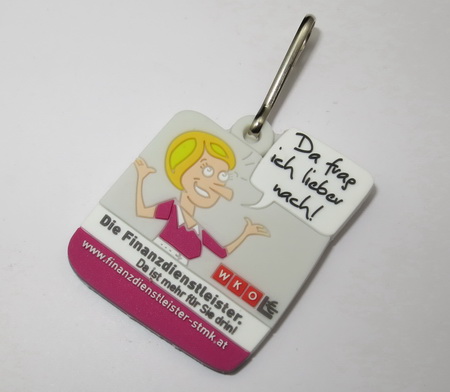 Da frag
ich lieber
nach!
Die Finanzdienstleister.
Da ist mehr für Sie drin!
WKO
www.finanzdienstleister-stmk.at